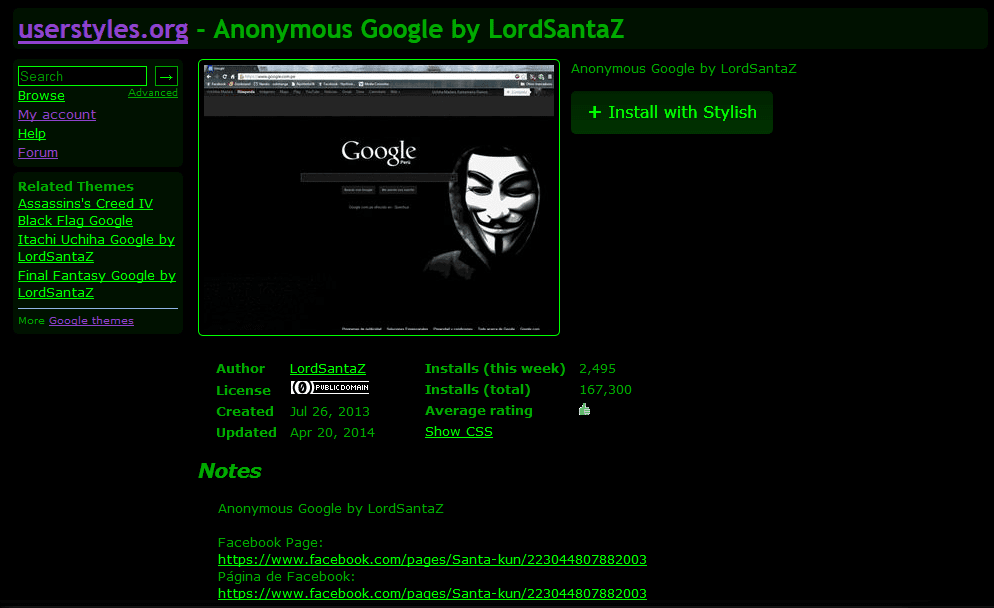 userstyles.org - Anonymous Google by LordSantaZ
Search →
Advanced
Browse
My account
Help
Forum
Related Themes
Assassins's Creed IV
Black Flag Google
Itachi Uchiha Google by
LordSantaZ
Final Fantasy Google by
LordSantaZ
More Google themes
Google
Perú
Anonymous Google by LordSantaZ
+ Install with Stylish
Author LordSantaZ
License PUBLIC DOMAIN
Created Jul 26, 2013
Updated Apr 20, 2014
Installs (this week) 2,495
Installs (total) 167,300
Average rating
Show CSS
Notes
Anonymous Google by LordSantaZ
Facebook Page:
https://www.facebook.com/pages/Santa-kun/223044807882003
Página de Facebook:
https://www.facebook.com/pages/Santa-kun/223044807882003